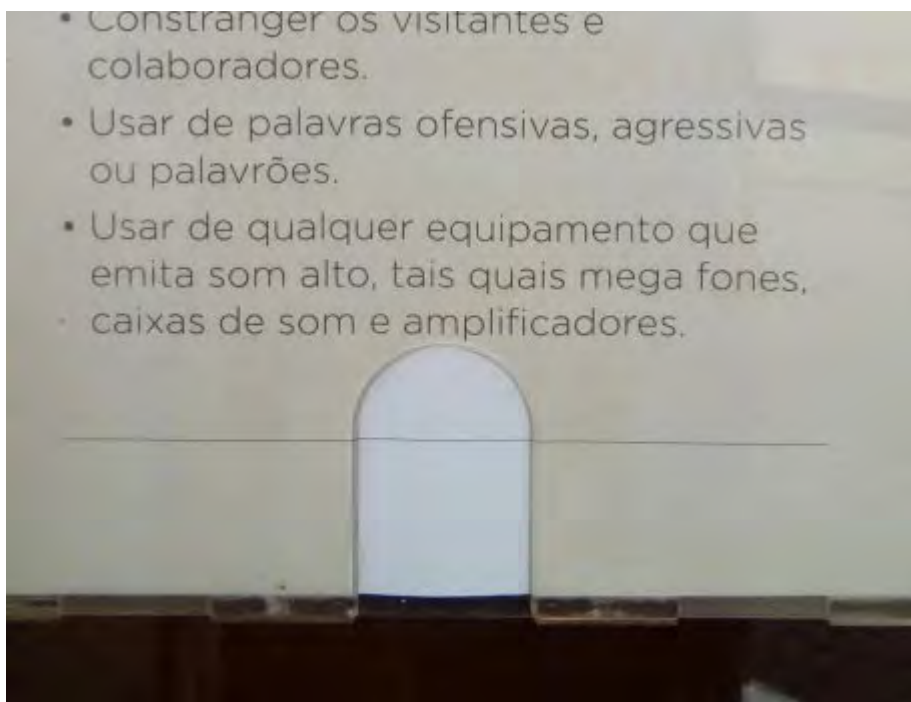 • Constranger os visitantes e
colaboradores.
• Usar de palavras ofensivas, agressivas
ou palavrões.
• Usar de qualquer equipamento que
emita som alto, tais quais mega fones,
caixas de som e amplificadores.